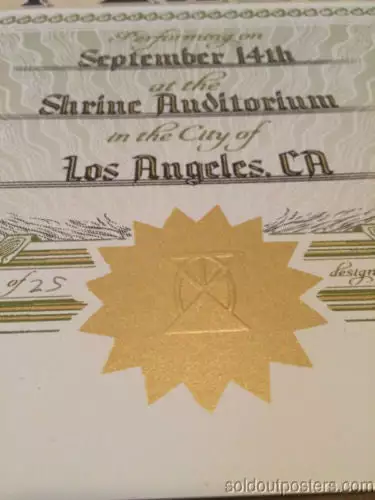 Performing on
September 14th
at the
Shrine Auditorium
in the City of
Los Angeles, CA
of 25
design
soldoutposters.com